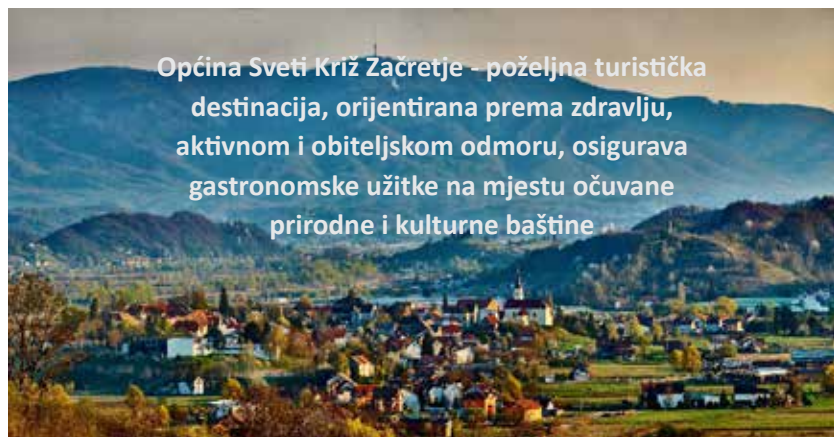 Općina Sveti Križ Začretje - poželjna turistička
destinacija, orijentirana prema zdravlju,
aktivnom i obiteljskom odmoru, osigurava
gastronomske užitke na mjestu očuvane
prirodne i kulturne baštine